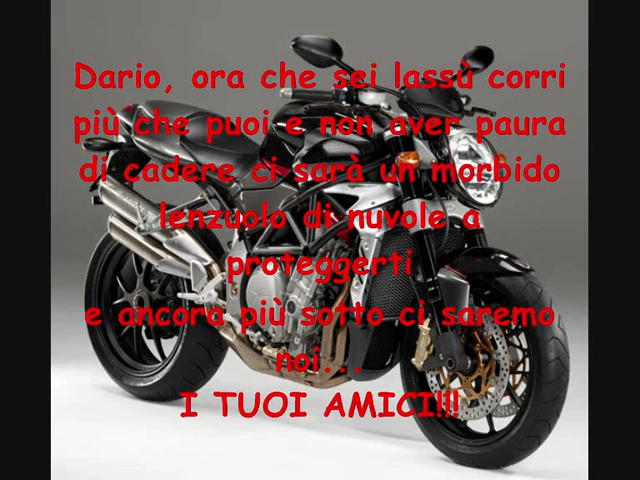 Dario, ora che sei lassù corri
più che puoi e non aver paura
di cadere ci sarà un morbido
lenzuolo di nuvole a
proteggerti
e ancora più sotto ci saremo
noi...
I TUOI AMICI!!!